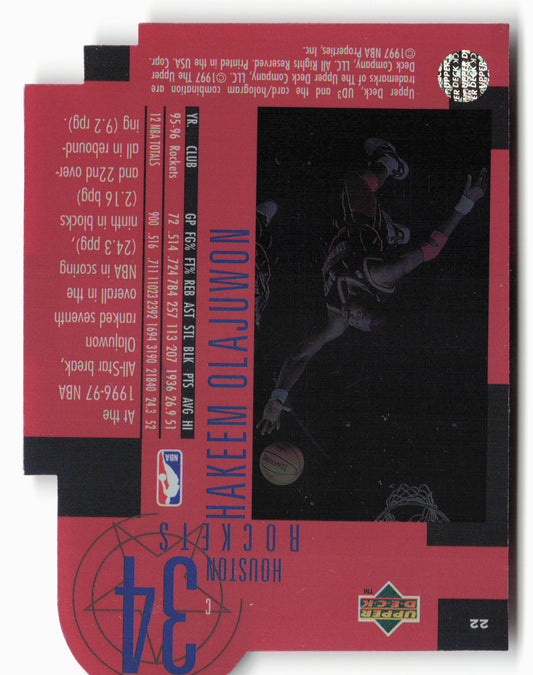 22
UPPER
DECK
TM
34
C
HOUSTON
ROCKETS
HAKEEM OLAJUWON
NBA
YR. CLUB GP FG% FT% REB AST STL BLK PTS AVG HI
95-96 Rockets 72 .514 .724 784 257 113 207 1936 26.9 51
12 NBA TOTALS 900 .516 .711 11023 2392 1694 3190 21840 24.3 52
At the
1996-97 NBA
All-Star break,
Olajuwon
ranked seventh
overall in the
NBA in scoring
(24.3 ppg),
ninth in blocks
(2.16 bpg)
and 22nd over-
all in rebound-
ing (9.2 rpg).
Upper Deck, UD³ and the card/hologram combination are
trademarks of The Upper Deck Company, LLC. ©1997 The Upper
Deck Company, LLC. All Rights Reserved. Printed in the USA. Copr.
©1997 NBA Properties, Inc.
UPPER
DECK